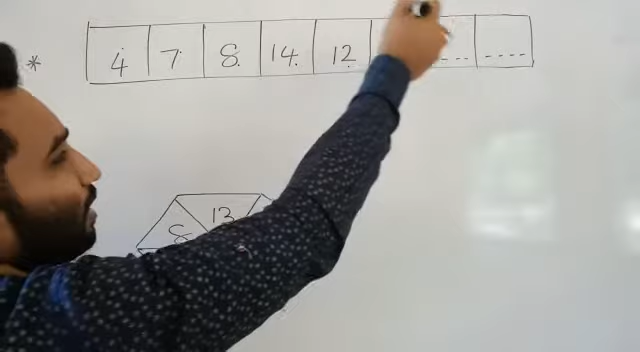 * 4 7 8 14 12 ---- ----
8 13